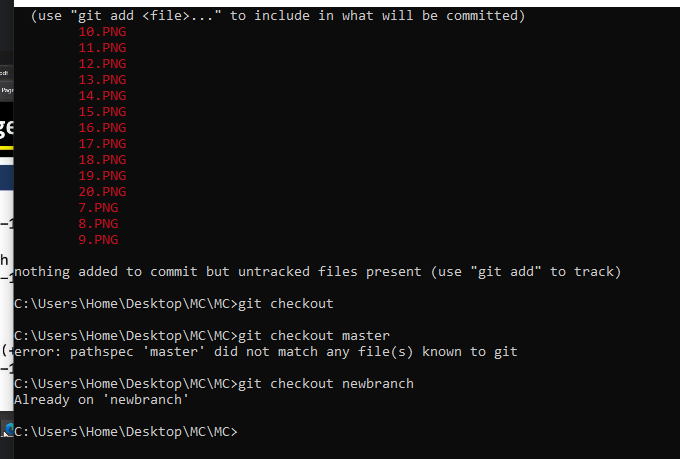 (use "git add <file>..." to include in what will be committed)
10.PNG
11.PNG
12.PNG
13.PNG
14.PNG
15.PNG
16.PNG
17.PNG
18.PNG
19.PNG
20.PNG
7.PNG
8.PNG
9.PNG
nothing added to commit but untracked files present (use "git add" to track)
C:\Users\Home\Desktop\MC\MC>git checkout
C:\Users\Home\Desktop\MC\MC>git checkout master
error: pathspec 'master' did not match any file(s) known to git
C:\Users\Home\Desktop\MC\MC>git checkout newbranch
Already on 'newbranch'
C:\Users\Home\Desktop\MC\MC>